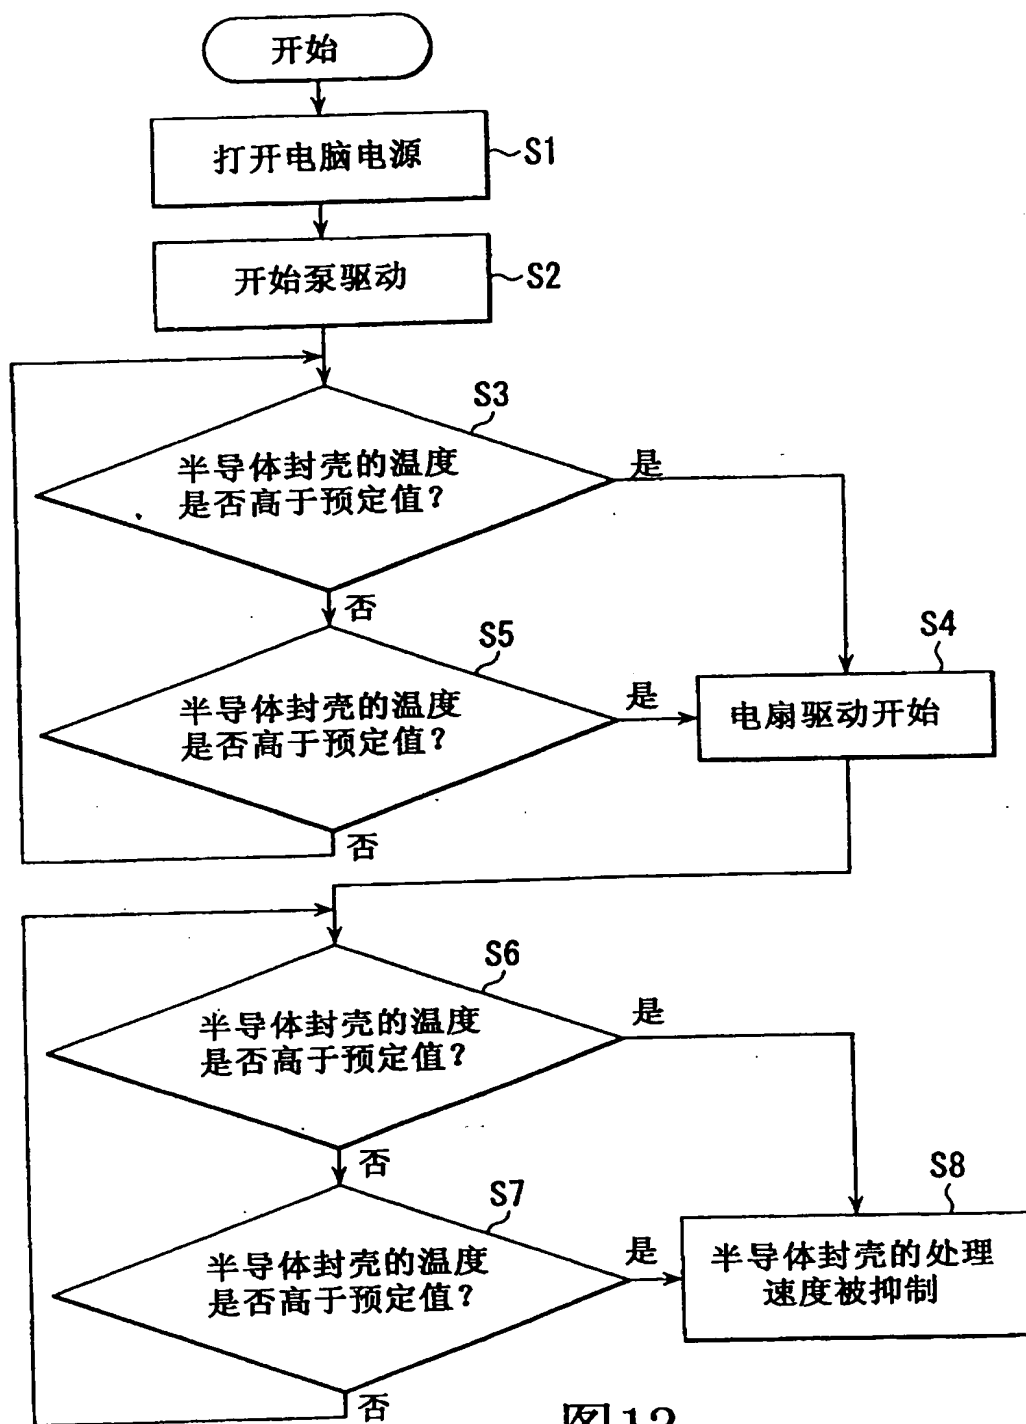 开始
打开电脑电源
S1
开始泵驱动
S2
S3
半导体封壳的温度
是否高于预定值?
是
否
S5
半导体封壳的温度
是否高于预定值?
是
否
S4
电扇驱动开始
S6
半导体封壳的温度
是否高于预定值?
是
否
S7
半导体封壳的温度
是否高于预定值?
是
否
S8
半导体封壳的处理
速度被抑制
图12